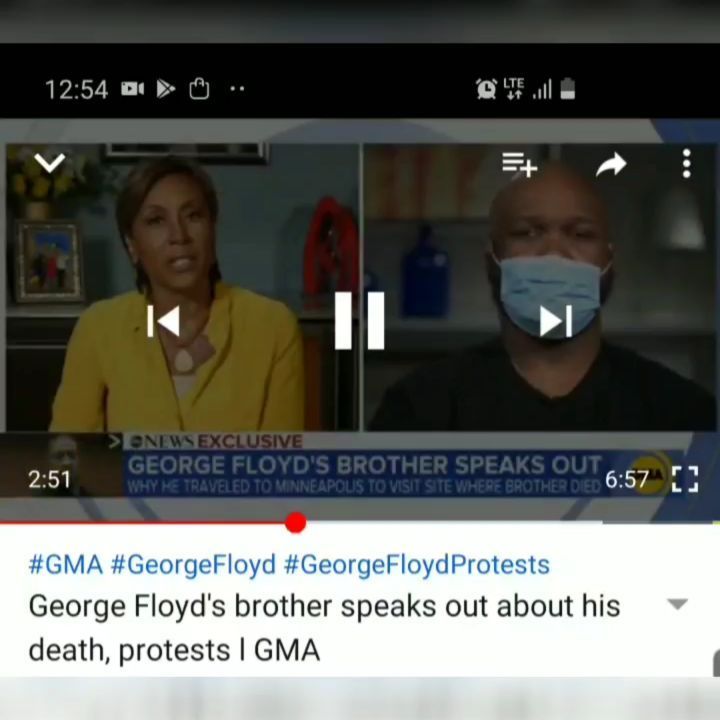 12:54
LTE
NEWS EXCLUSIVE
GEORGE FLOYD'S BROTHER SPEAKS OUT
WHY HE TRAVELED TO MINNEAPOLIS TO VISIT SITE WHERE BROTHER DIED
2:51
6:57
#GMA #GeorgeFloyd #GeorgeFloydProtests
George Floyd's brother speaks out about his
death, protests l GMA